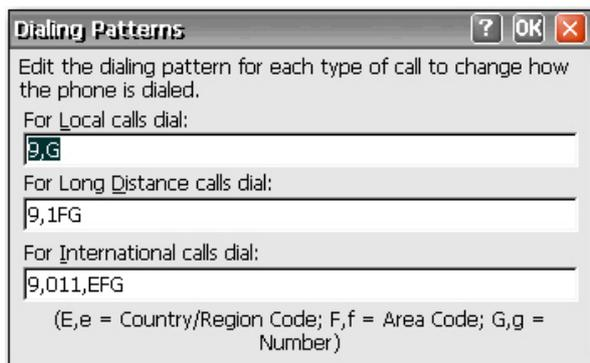 Dialing Patterns ? OK X
Edit the dialing pattern for each type of call to change how
the phone is dialed.
For Local calls dial:
9,G
For Long Distance calls dial:
9,1FG
For International calls dial:
9,011,EFG
(E,e = Country/Region Code; F,f = Area Code; G,g =
Number)